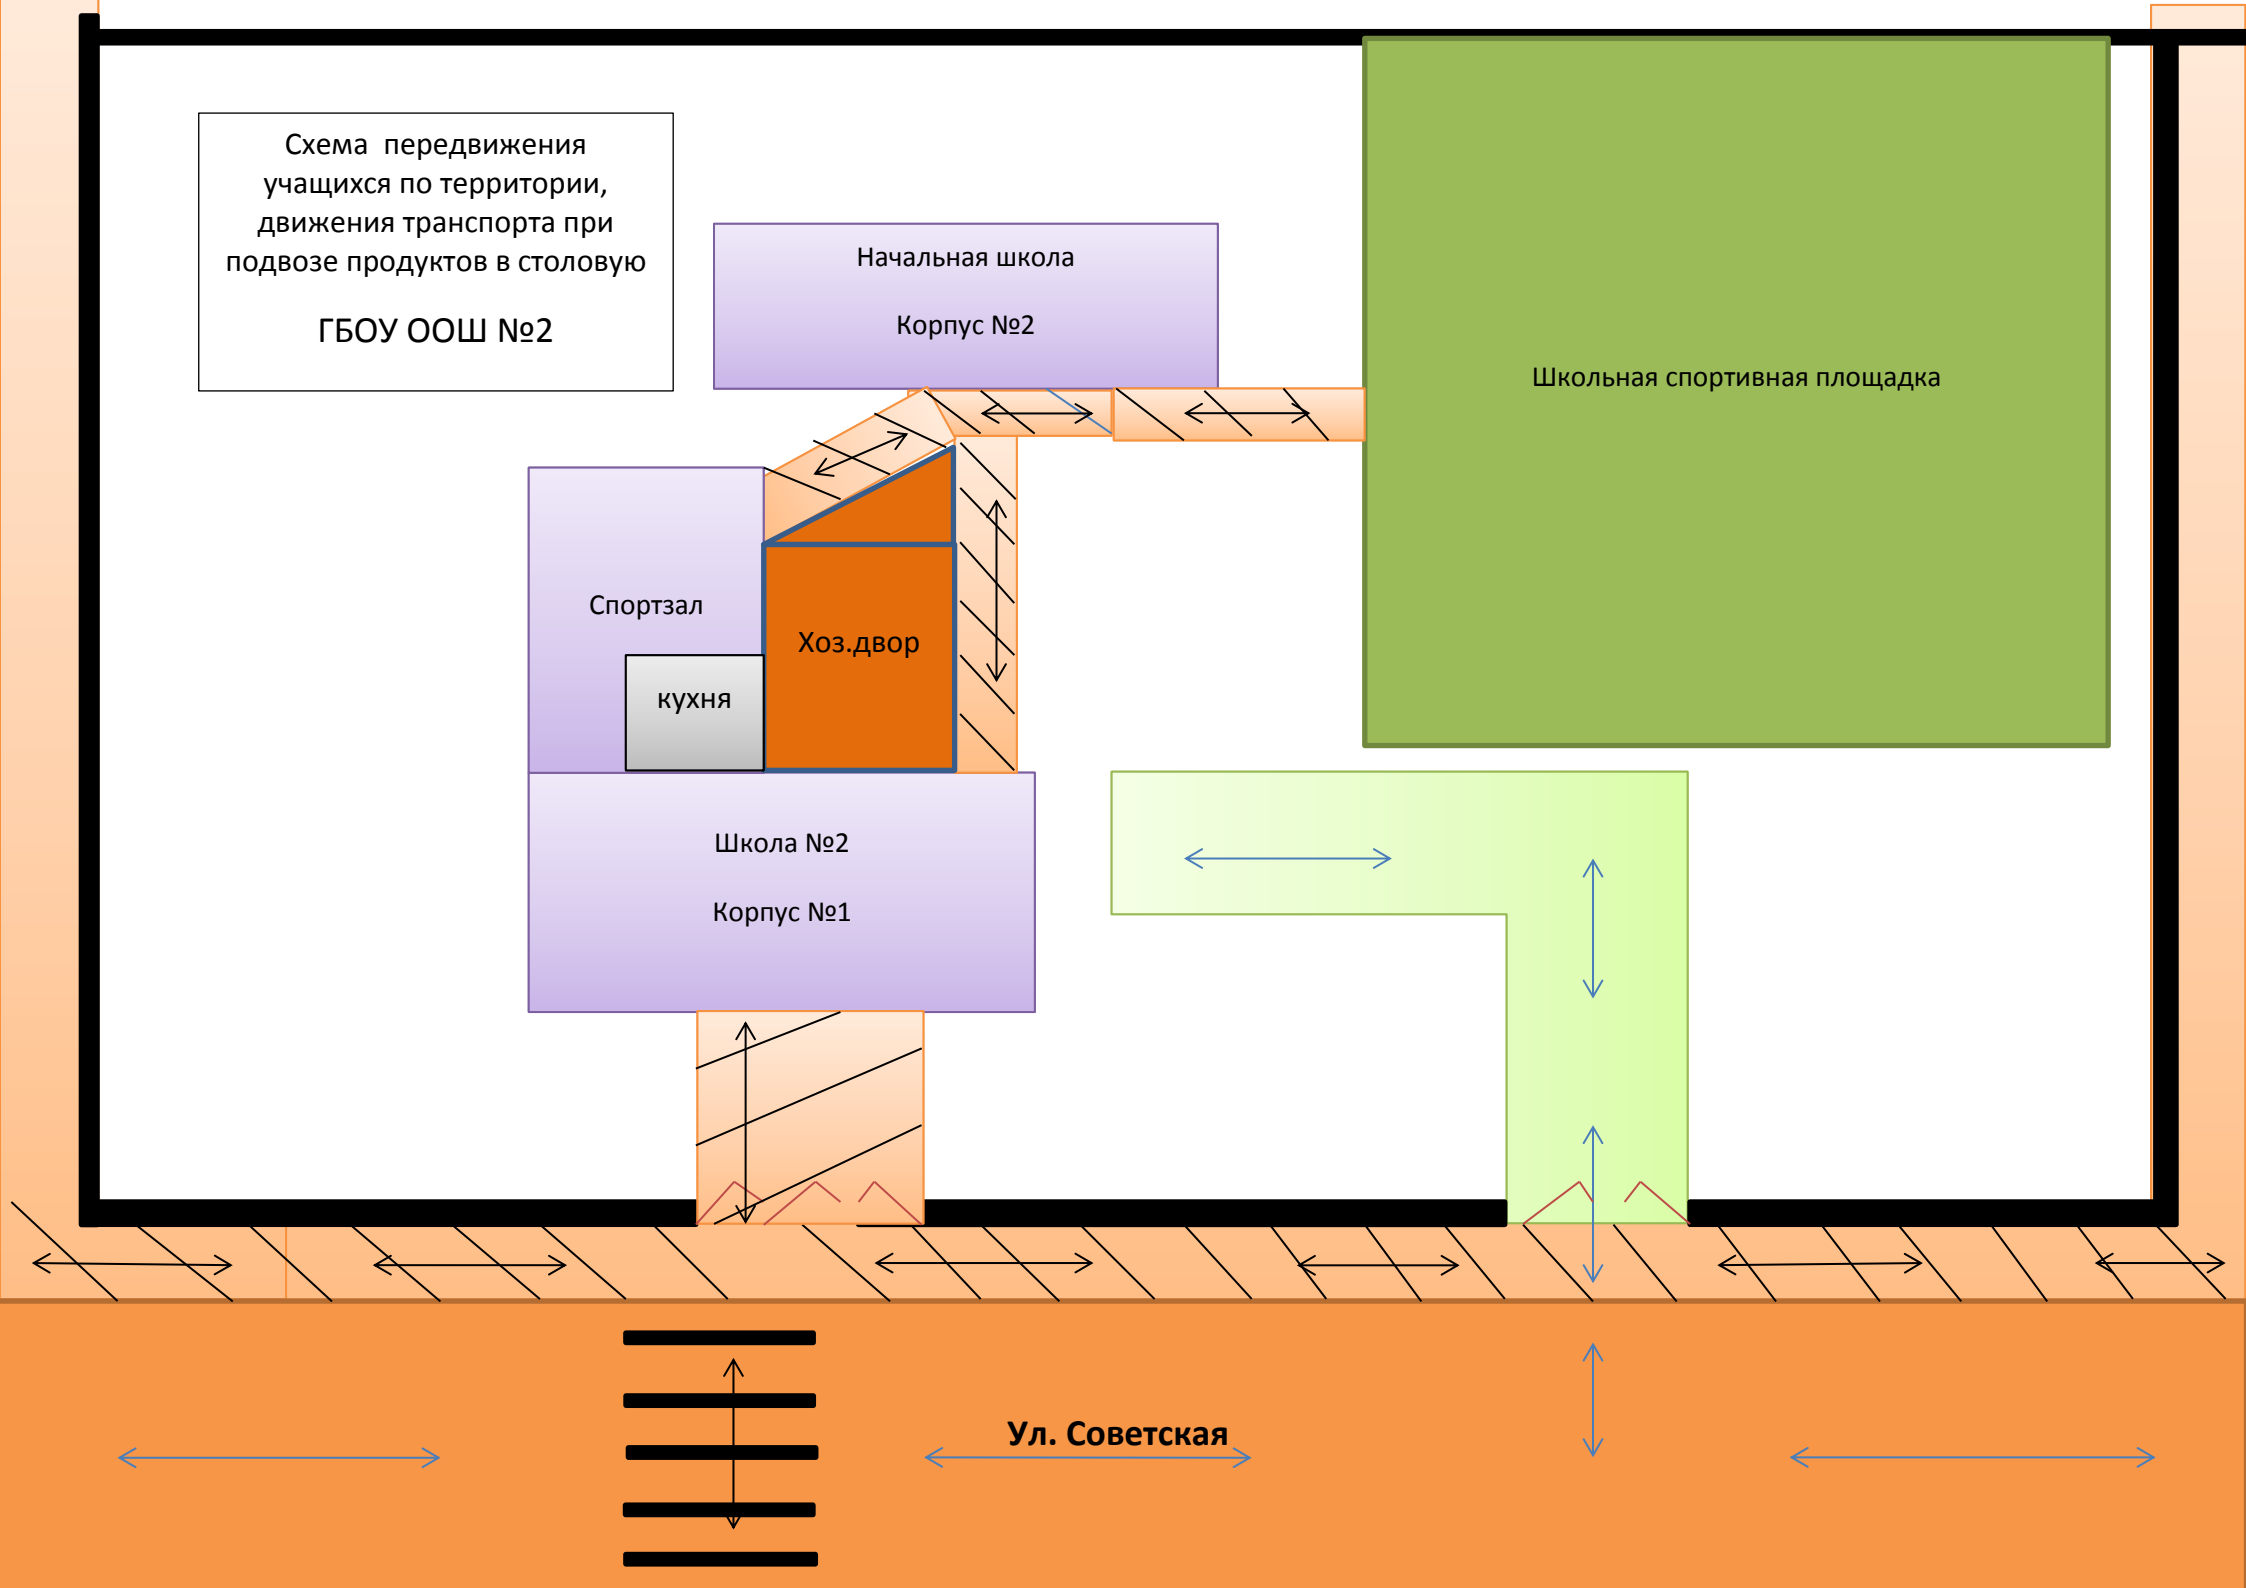 Схема передвижения
учащихся по территории,
движения транспорта при
подвозе продуктов в столовую
ГБОУ ООШ №2
Начальная школа
Корпус №2
Школьная спортивная площадка
Спортзал
Хоз.двор
кухня
Школа №2
Корпус №1
Ул. Советская